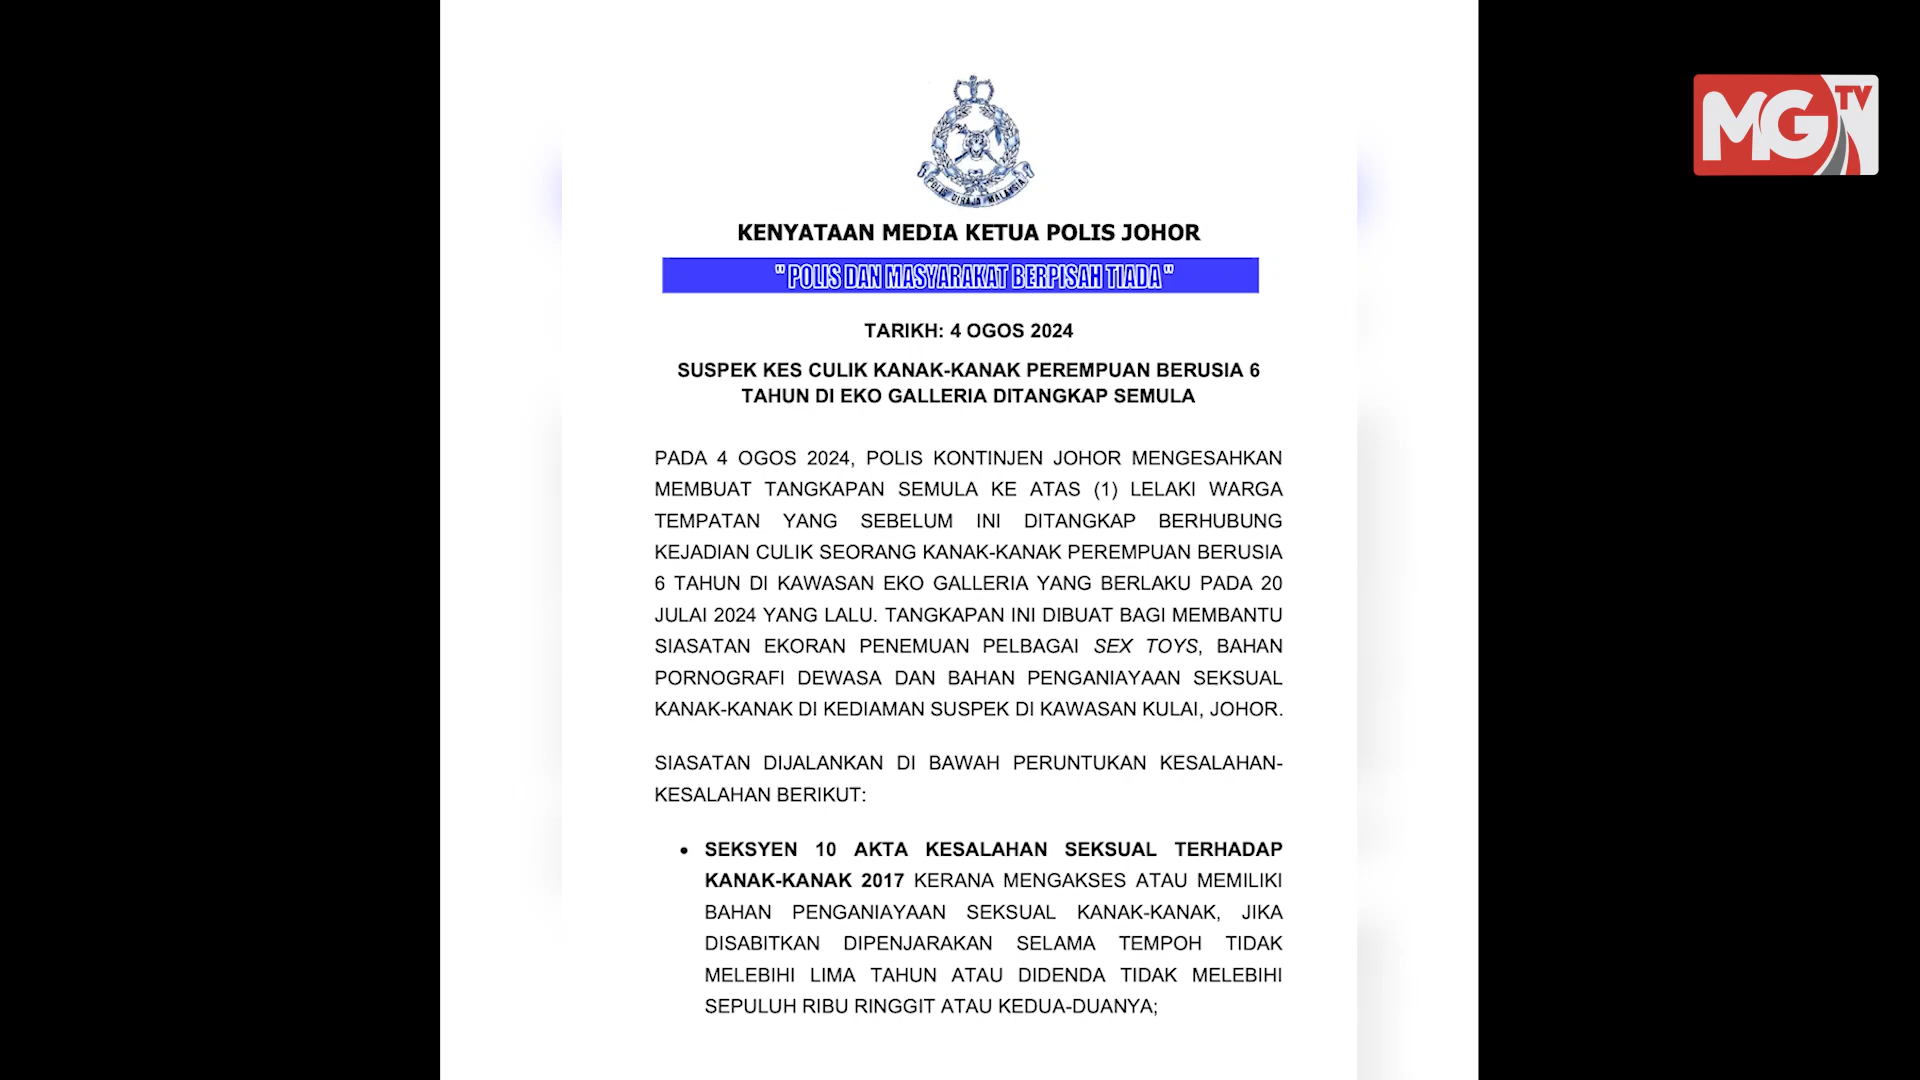 MGTV
POLIS DIRAJA MALAYSIA
KENYATAAN MEDIA KETUA POLIS JOHOR
"POLIS DAN MASYARAKAT BERPISAH TIADA"
TARIKH: 4 OGOS 2024
SUSPEK KES CULIK KANAK-KANAK PEREMPUAN BERUSIA 6
TAHUN DI EKO GALLERIA DITANGKAP SEMULA
PADA 4 OGOS 2024, POLIS KONTINJEN JOHOR MENGESAHKAN
MEMBUAT TANGKAPAN SEMULA KE ATAS (1) LELAKI WARGA
TEMPATAN YANG SEBELUM INI DITANGKAP BERHUBUNG
KEJADIAN CULIK SEORANG KANAK-KANAK PEREMPUAN BERUSIA
6 TAHUN DI KAWASAN EKO GALLERIA YANG BERLAKU PADA 20
JULAI 2024 YANG LALU. TANGKAPAN INI DIBUAT BAGI MEMBANTU
SIASATAN EKORAN PENEMUAN PELBAGAI SEX TOYS, BAHAN
PORNOGRAFI DEWASA DAN BAHAN PENGANIAYAAN SEKSUAL
KANAK-KANAK DI KEDIAMAN SUSPEK DI KAWASAN KULAI, JOHOR.
SIASATAN DIJALANKAN DI BAWAH PERUNTUKAN KESALAHAN-
KESALAHAN BERIKUT:
• SEKSYEN 10 AKTA KESALAHAN SEKSUAL TERHADAP
KANAK-KANAK 2017 KERANA MENGAKSES ATAU MEMILIKI
BAHAN PENGANIAYAAN SEKSUAL KANAK-KANAK, JIKA
DISABITKAN DIPENJARAKAN SELAMA TEMPOH TIDAK
MELEBIHI LIMA TAHUN ATAU DIDENDA TIDAK MELEBIHI
SEPULUH RIBU RINGGIT ATAU KEDUA-DUANYA;